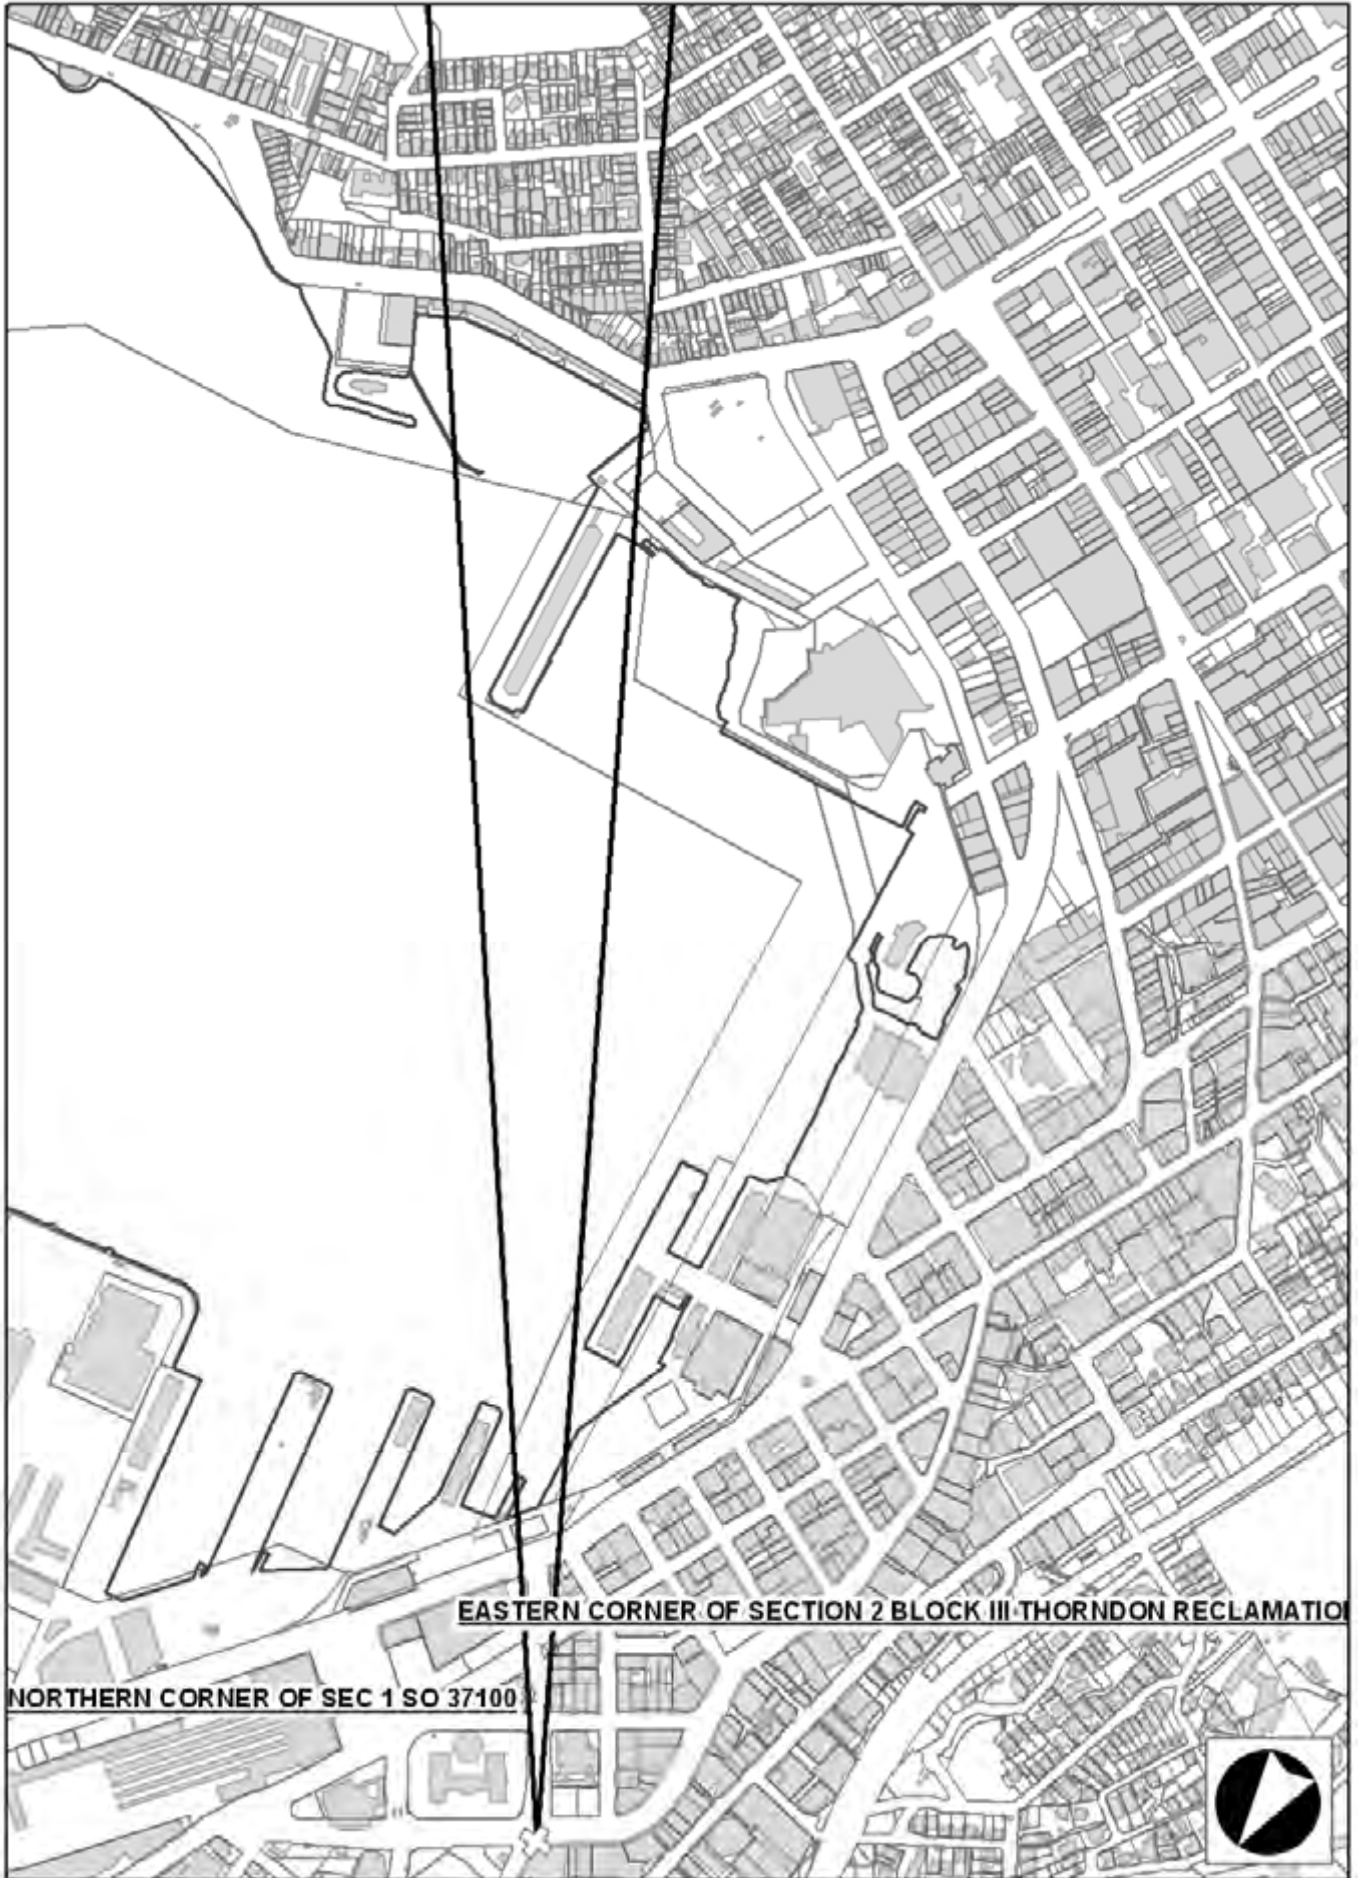 EASTERN CORNER OF SECTION 2 BLOCK III THORNDON RECLAMATIO
NORTHERN CORNER OF SEC 1 SO 37100